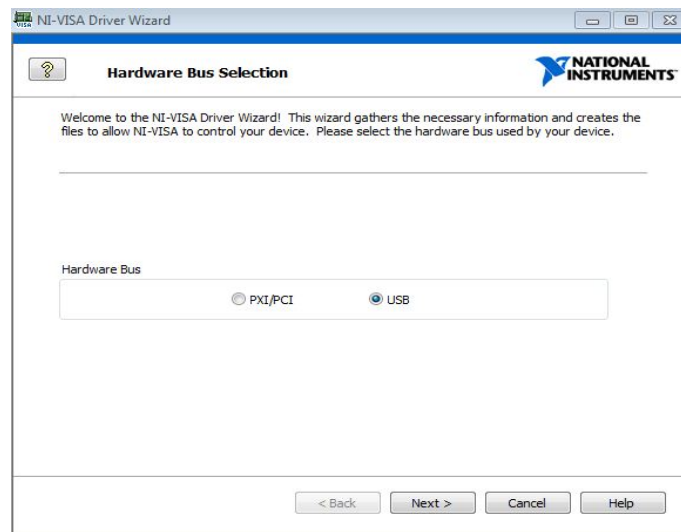 NI-VISA Driver Wizard
?
Hardware Bus Selection
NATIONAL
INSTRUMENTS™
Welcome to the NI-VISA Driver Wizard! This wizard gathers the necessary information and creates the
files to allow NI-VISA to control your device. Please select the hardware bus used by your device.
Hardware Bus
PXI/PCI
USB
< Back
Next >
Cancel
Help